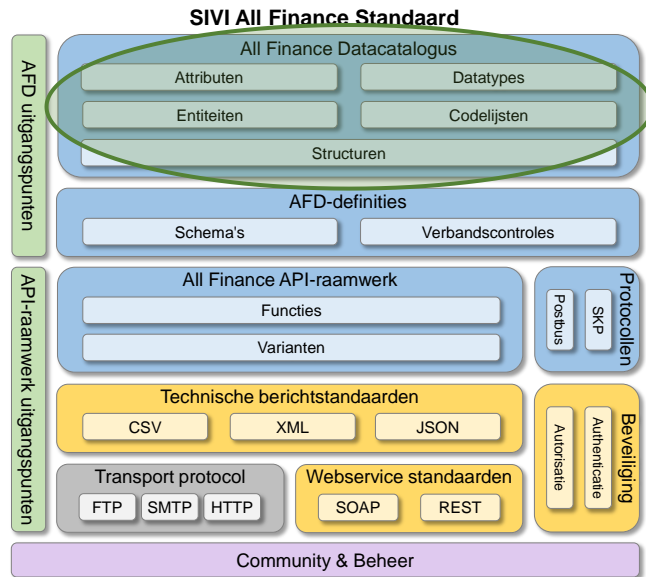 SIVI All Finance Standaard
AFD uitgangspunten
All Finance Datacatalogus
Attributen
Datatypes
Entiteiten
Codelijsten
Structuren
AFD-definities
Schema's
Verbandscontroles
API-raamwerk uitgangspunten
All Finance API-raamwerk
Functies
Varianten
Protocollen
Postbus
SKP
Technische berichtstandaarden
CSV
XML
JSON
Beveiliging
Autorisatie
Authenticatie
Transport protocol
FTP
SMTP
HTTP
Webservice standaarden
SOAP
REST
Community & Beheer